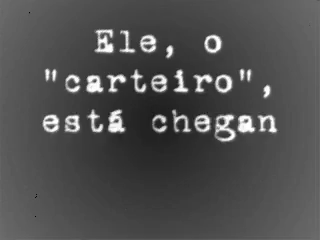 Ele, o
"carteiro",
está chegan